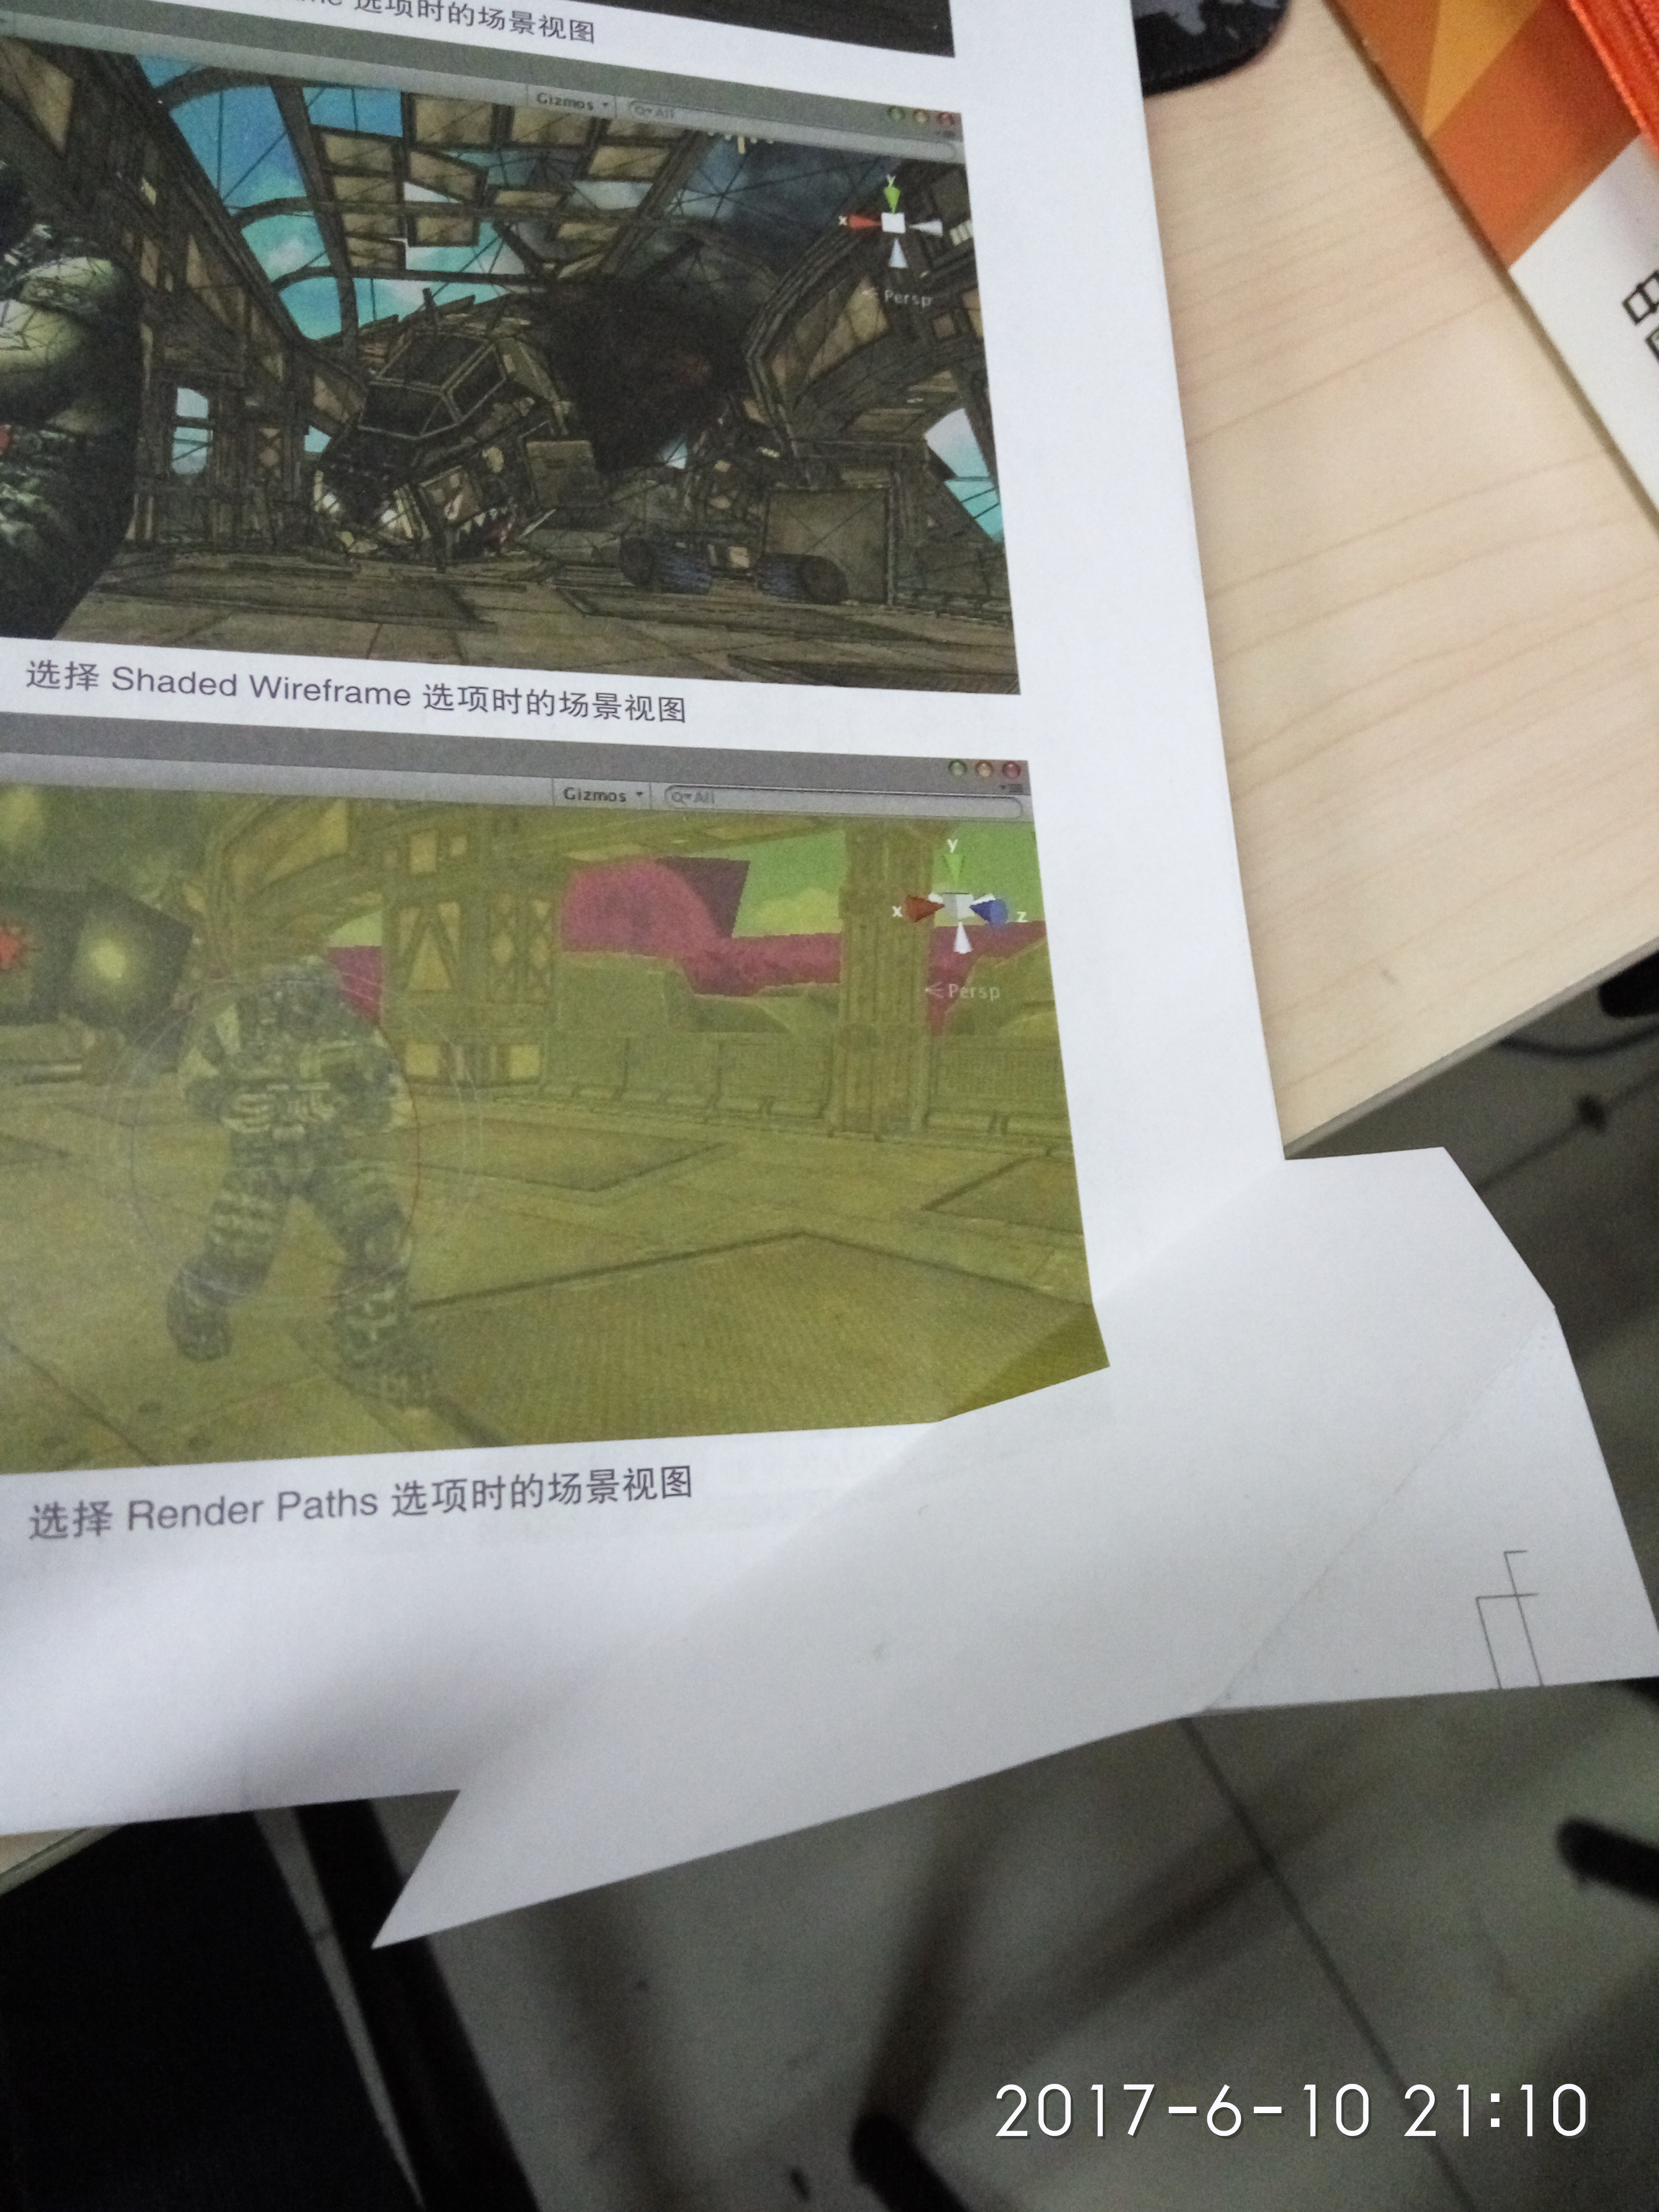 选项时的场景视图
Gizmos
All
y
x
Persp
选择 Shaded Wireframe 选项时的场景视图
Gizmos
All
y
x
z
Persp
选择 Render Paths 选项时的场景视图
2017-6-10 21:10